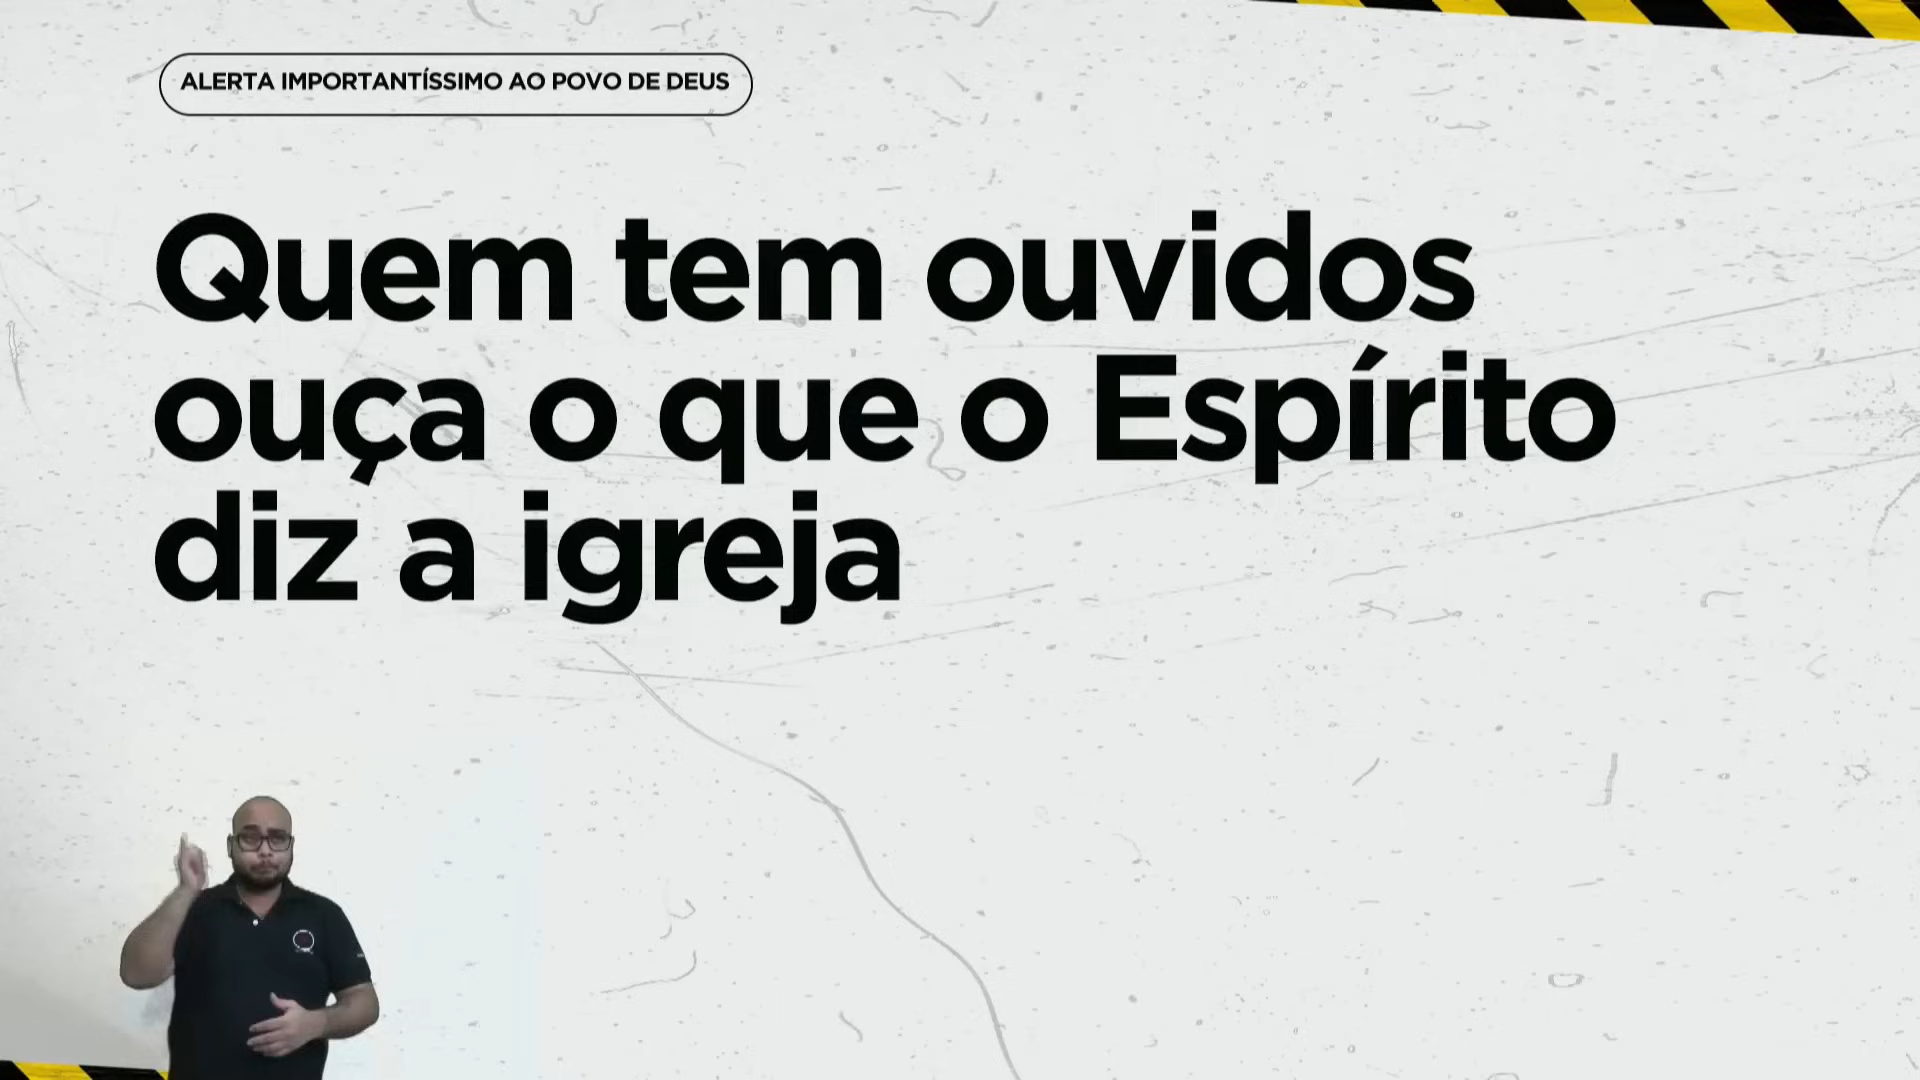 ALERTA IMPORTANTÍSSIMO AO POVO DE DEUS
Quem tem ouvidos
ouça o que o Espírito
diz a igreja